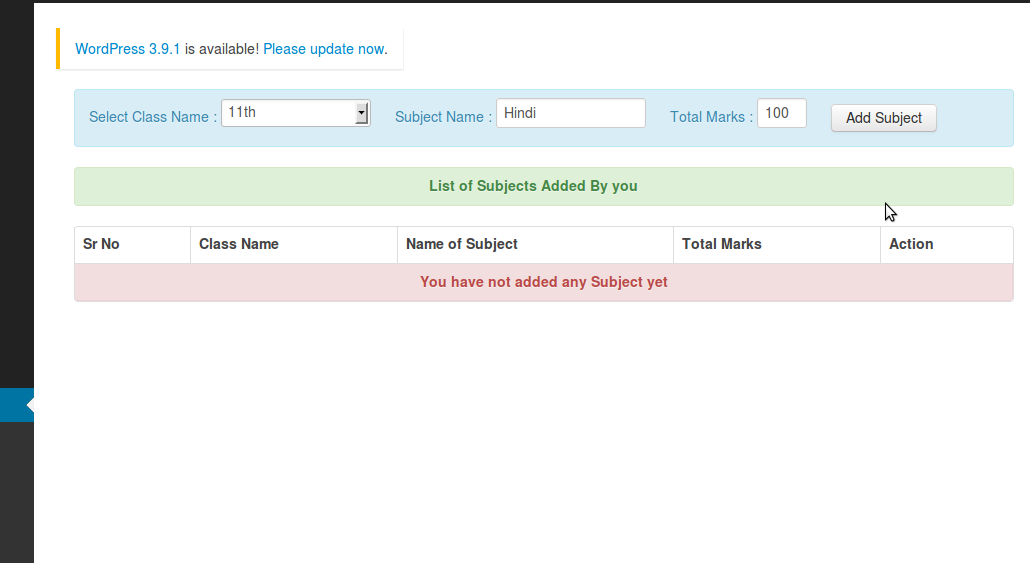 WordPress 3.9.1 is available! Please update now.
Select Class Name : 11th Subject Name : Hindi Total Marks : 100 Add Subject
List of Subjects Added By you
Sr No Class Name Name of Subject Total Marks Action
You have not added any Subject yet